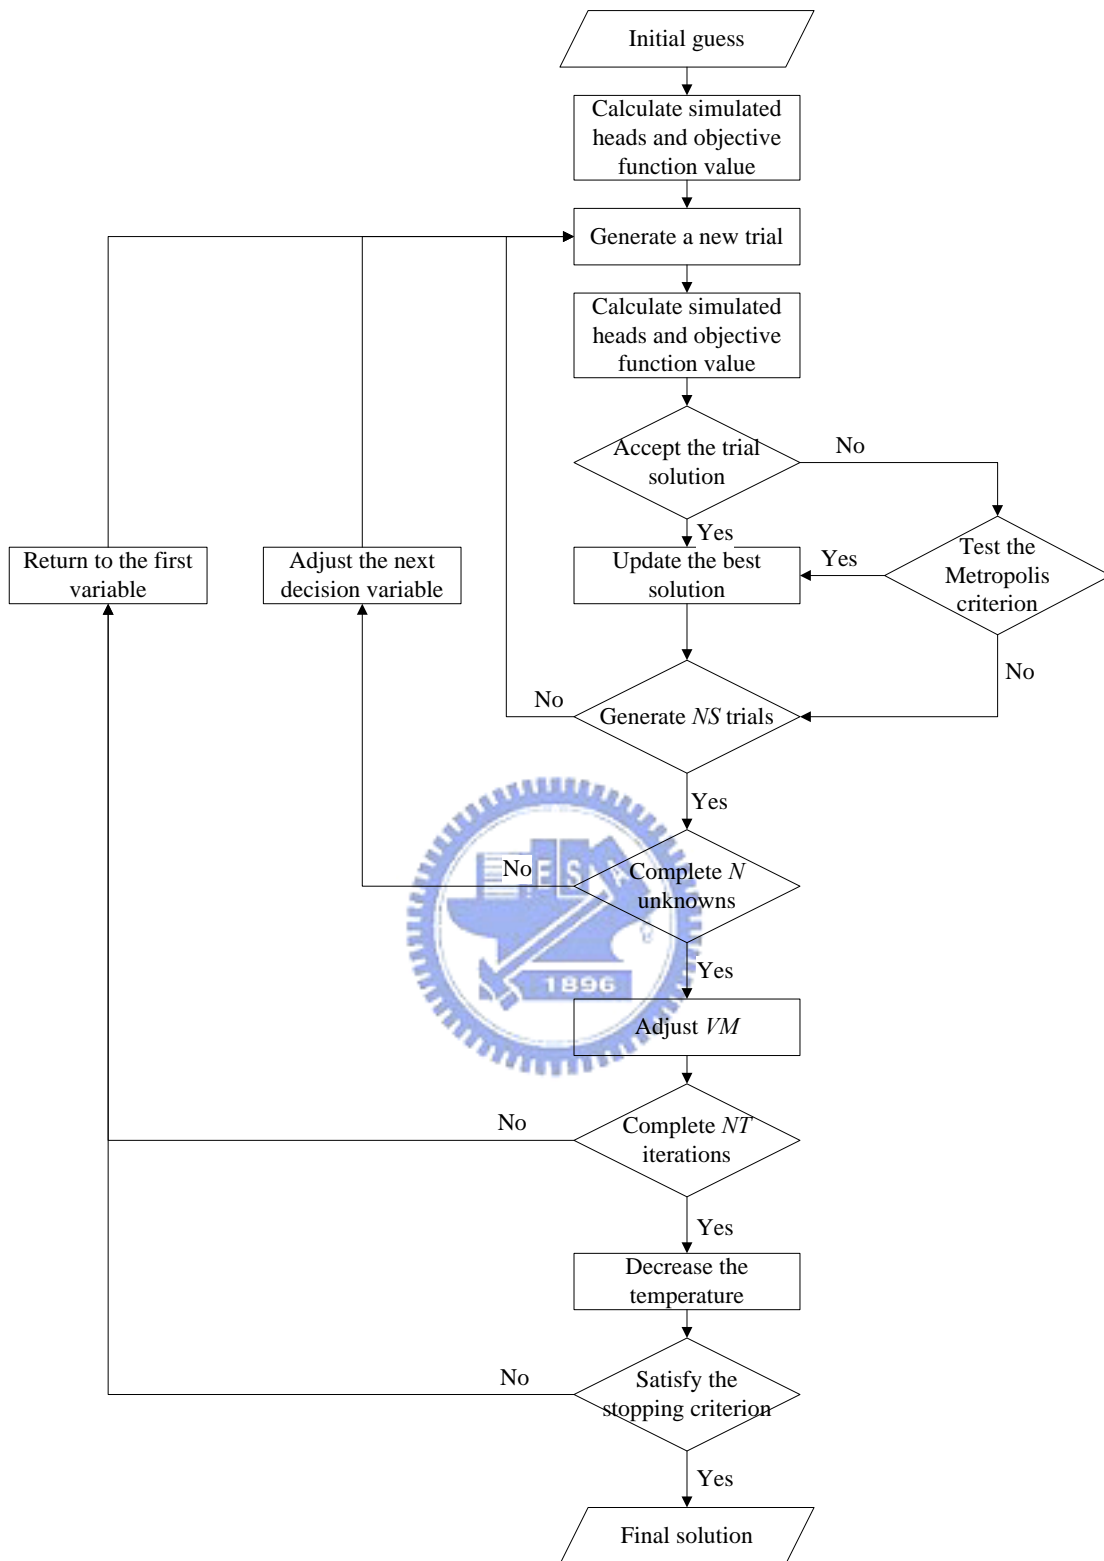 Initial guess
Calculate simulated
heads and objective
function value
Generate a new trial
Calculate simulated
heads and objective
function value
Accept the trial
solution
No
Yes
Return to the first
variable
Adjust the next
decision variable
Update the best
solution
Yes
Test the
Metropolis
criterion
No
No
Generate NS trials
Yes
No
E S
Complete N
unknowns
Yes
1896
Adjust VM
No
Complete NT
iterations
Yes
Decrease the
temperature
No
Satisfy the
stopping criterion
Yes
Final solution